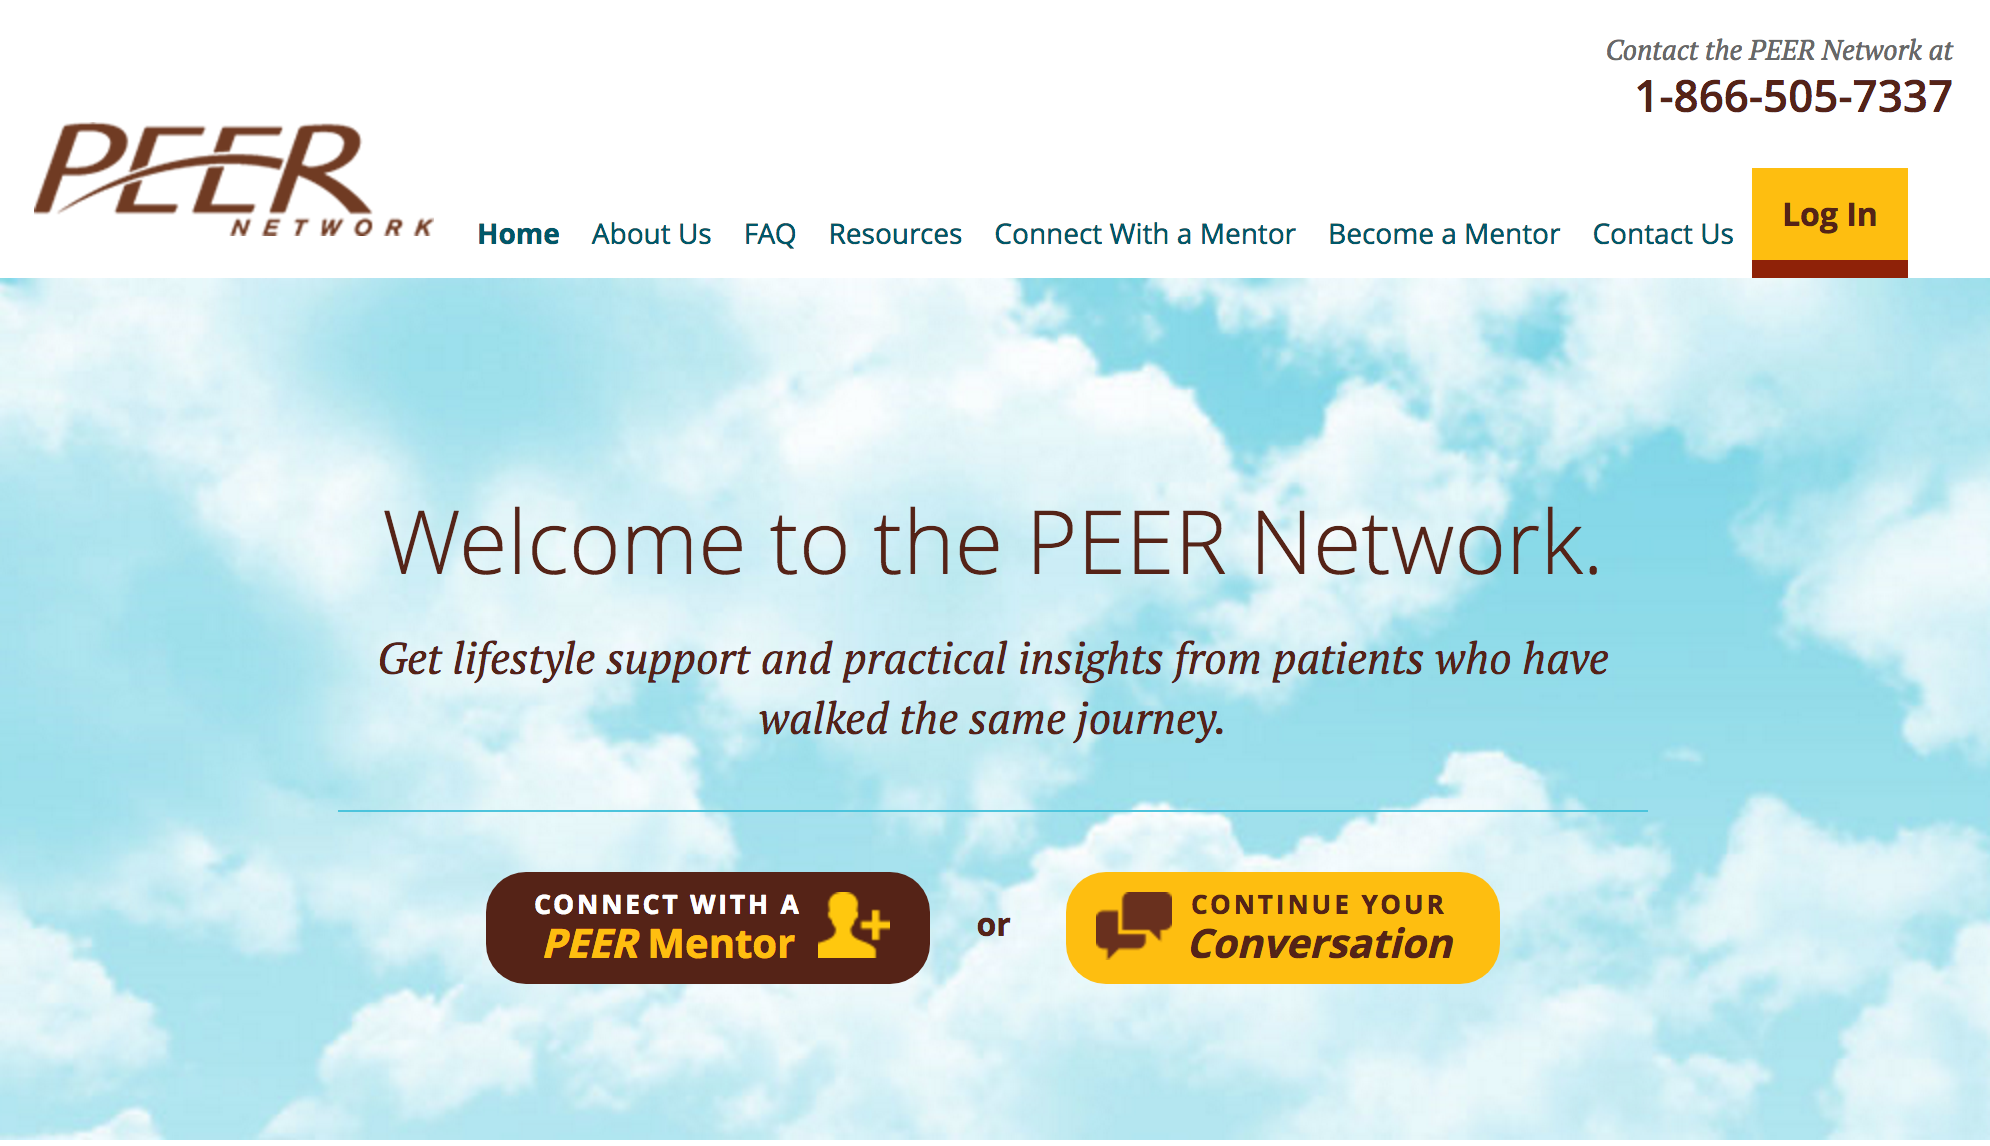 Contact the PEER Network at
1-866-505-7337
PEER
NETWORK
Home About Us FAQ Resources Connect With a Mentor Become a Mentor Contact Us Log In
Welcome to the PEER Network.
Get lifestyle support and practical insights from patients who have
walked the same journey.
CONNECT WITH A
PEER Mentor
or
CONTINUE YOUR
Conversation